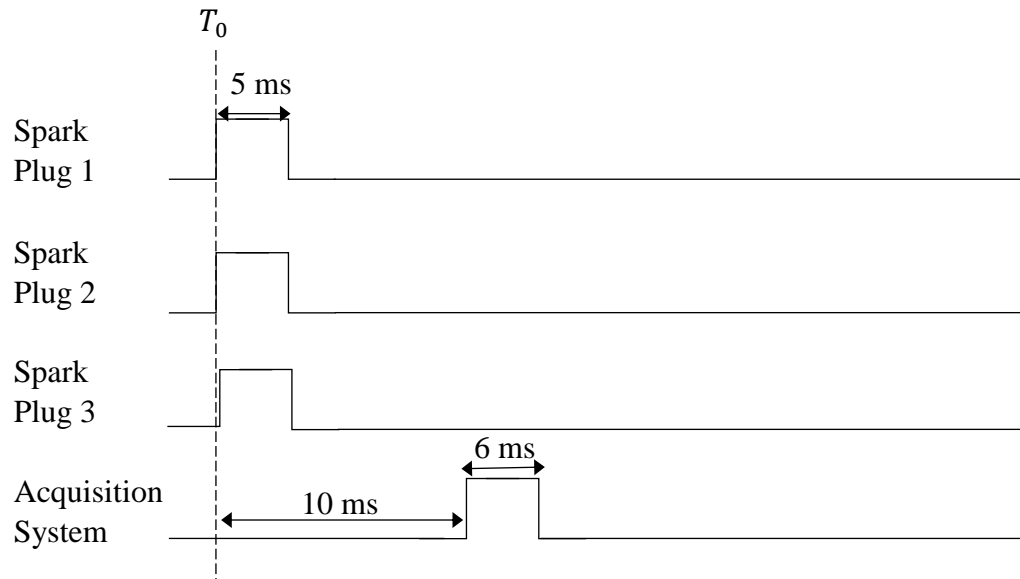 T₀
5 ms
Spark
Plug 1
Spark
Plug 2
Spark
Plug 3
6 ms
Acquisition
System
10 ms